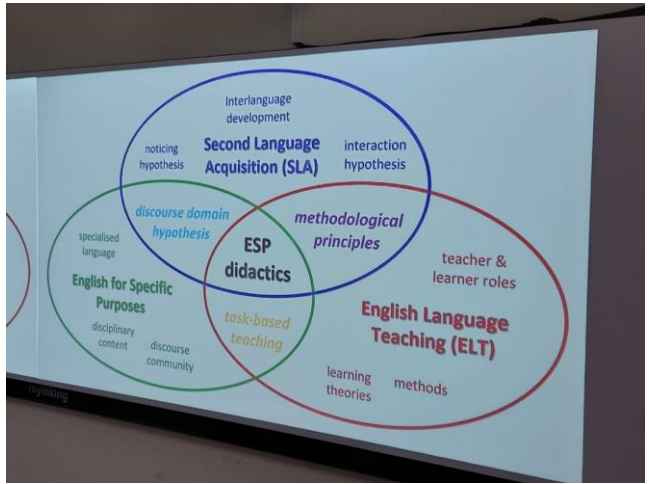 Interlanguage
development
noticing
hypothesis
Second Language
Acquisition (SLA)
interaction
hypothesis
discourse domain
hypothesis
methodological
principles
ESP
didactics
specialised
language
English for Specific
Purposes
disciplinary
content
discourse
community
task-based
teaching
teacher &
learner roles
English Language
Teaching (ELT)
learning
theories
methods
myinking